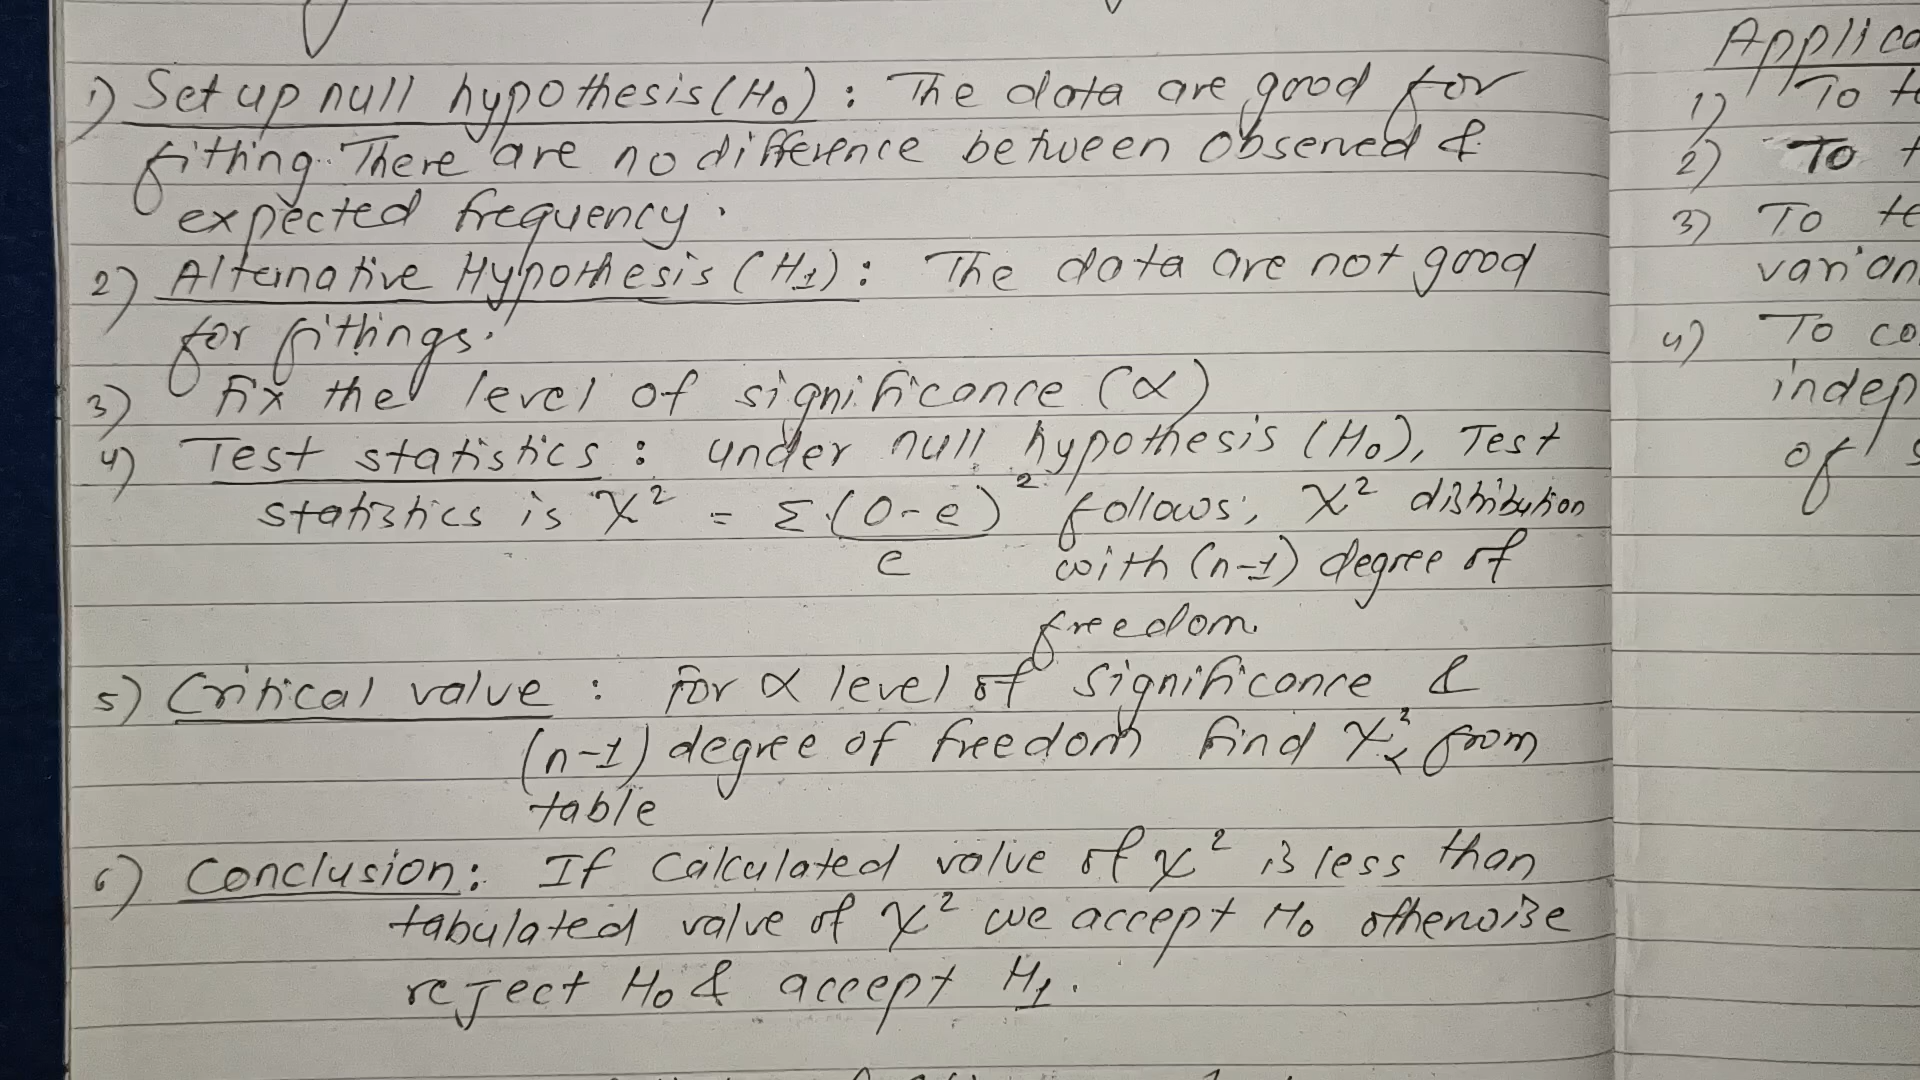 1) Set up null hypothesis (H₀) : The data are good for
fitting. There are no difference between observed &
expected frequency.
2) Alternative Hypothesis (H₁) : The data are not good
for fittings.
3) Fix the level of significance (α)
4) Test statistics : under null hypothesis (H₀), Test
statistics is χ² = Σ (O-e)²/e follows, χ² distribution
with (n-1) degree of
freedom.
5) Critical value : For α level of significance &
(n-1) degree of freedom find χ²α from
table
6) Conclusion : If Calculated value of χ² is less than
tabulated value of χ² we accept H₀ otherwise
reject H₀ & accept H₁.
1) To
2) To
3) To
4) To
of